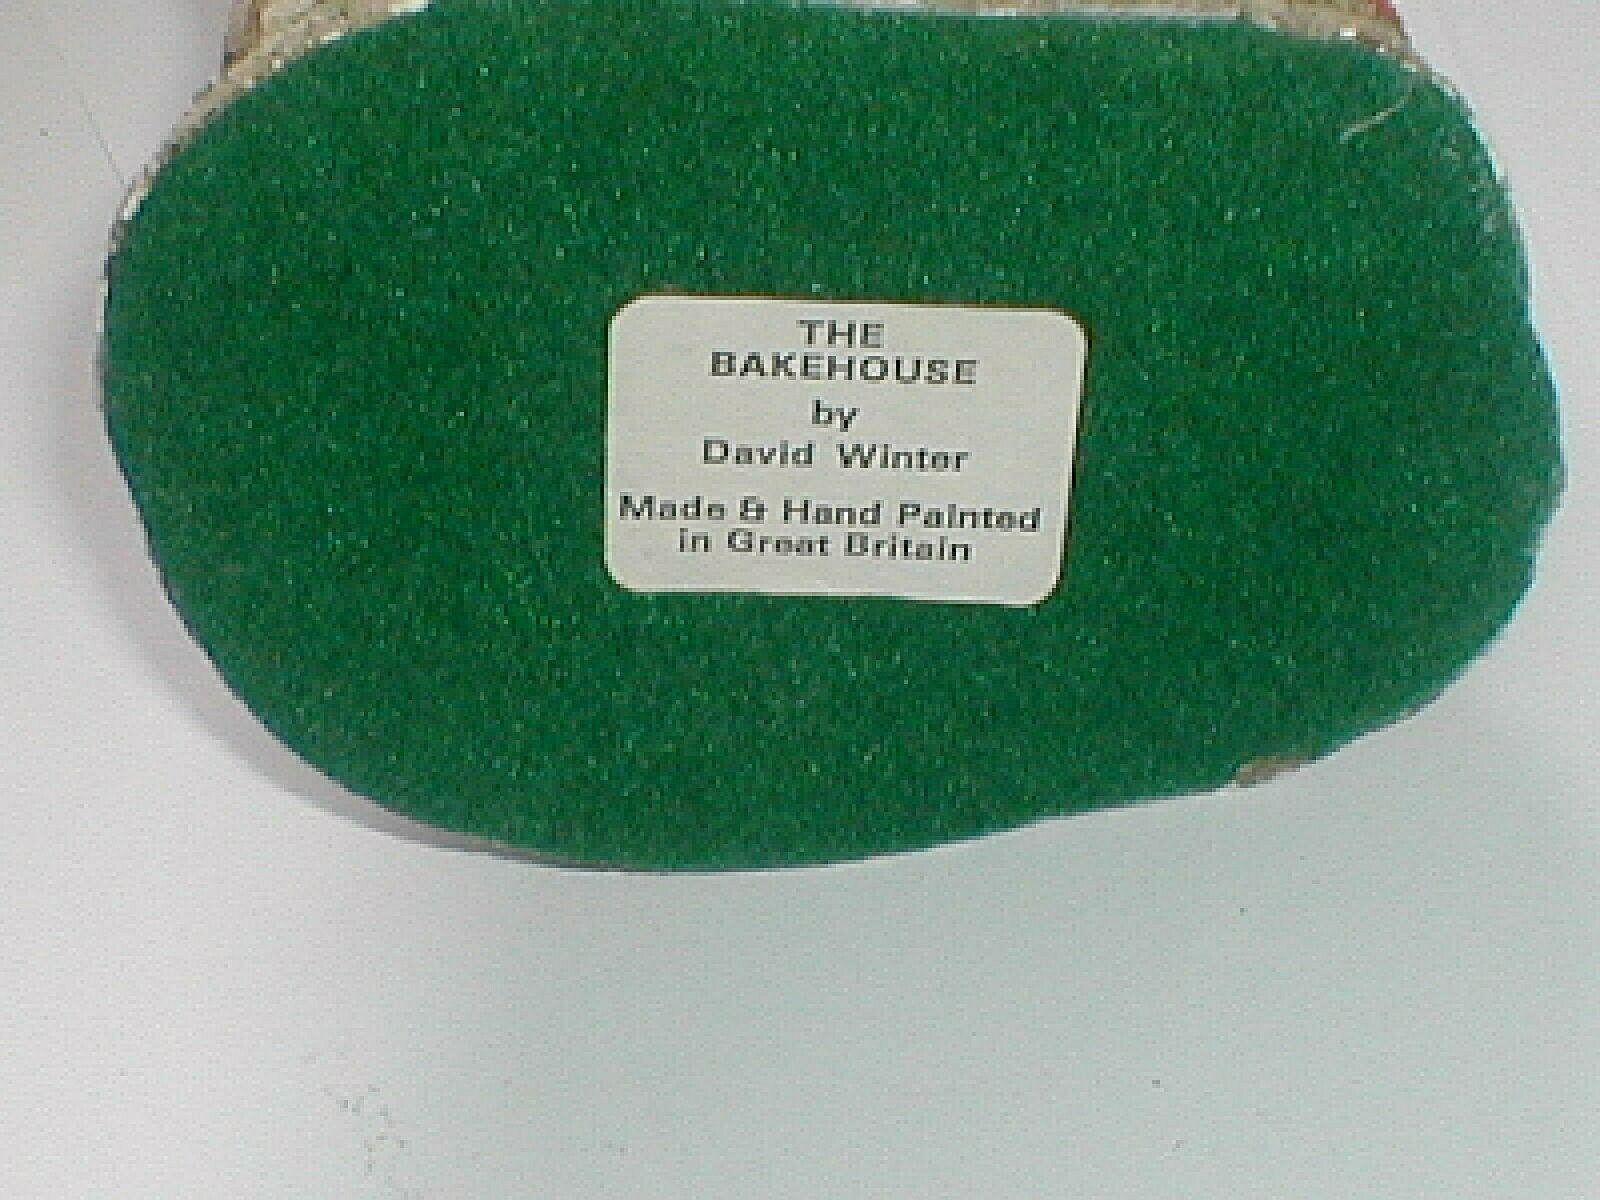 THE
BAKEHOUSE
by
David Winter
Made & Hand Painted
in Great Britain